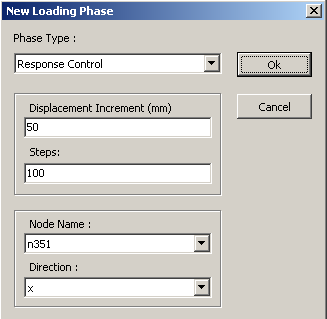 New Loading Phase
Phase Type :
Response Control
Ok
Cancel
Displacement Increment (mm)
50
Steps:
100
Node Name :
n351
Direction :
x